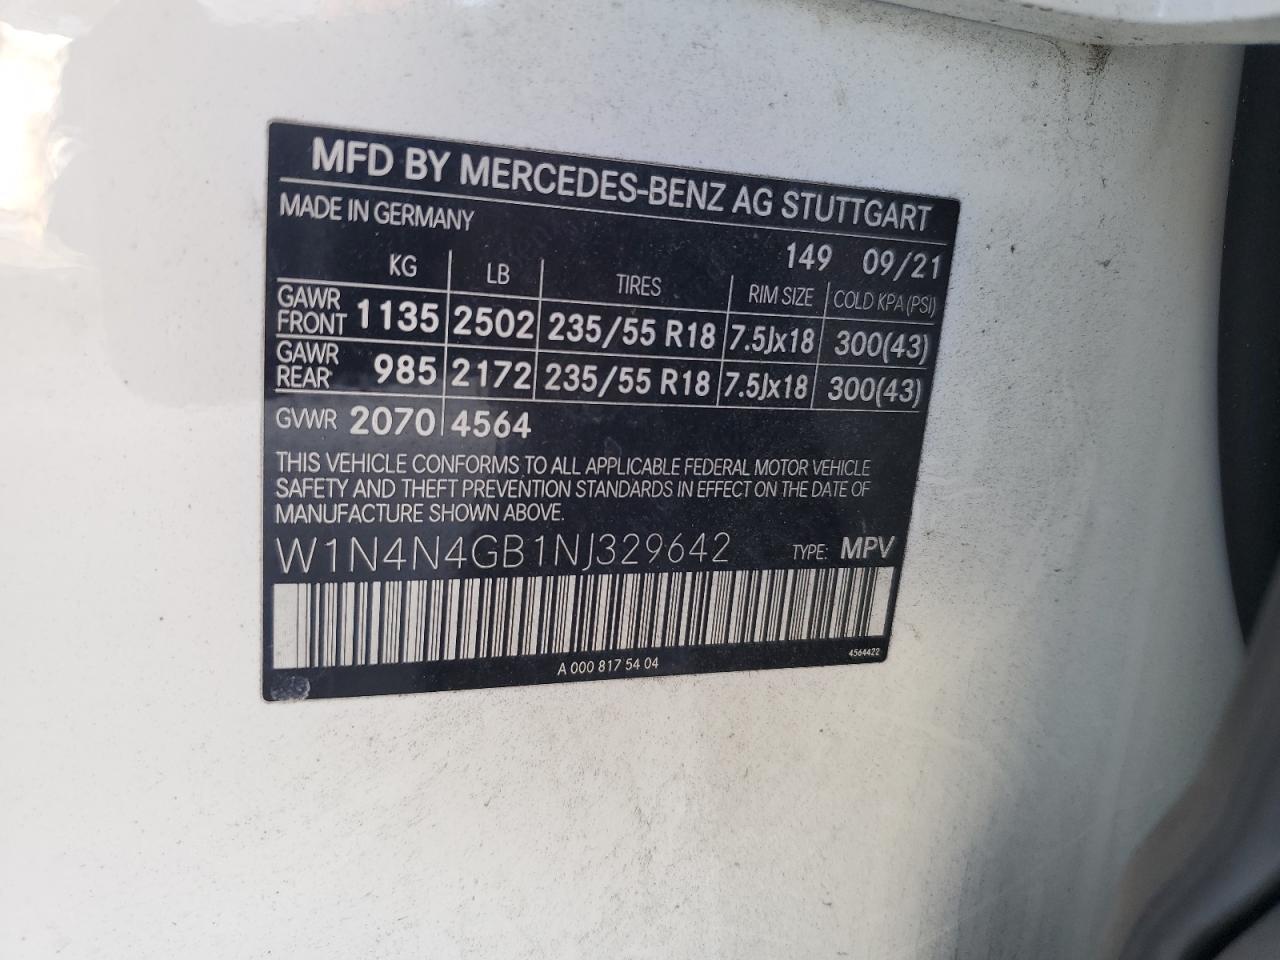 MFD BY MERCEDES-BENZ AG STUTTGART
MADE IN GERMANY
149 09/21
KG LB TIRES RIM SIZE COLD KPA (PSI)
GAWR FRONT 1135 2502 235/55 R18 7.5Jx18 300(43)
GAWR REAR 985 2172 235/55 R18 7.5Jx18 300(43)
GVWR 2070 4564
THIS VEHICLE CONFORMS TO ALL APPLICABLE FEDERAL MOTOR VEHICLE
SAFETY AND THEFT PREVENTION STANDARDS IN EFFECT ON THE DATE OF
MANUFACTURE SHOWN ABOVE.
W1N4N4GB1NJ329642 TYPE: MPV
A 000 817 54 04
4564422